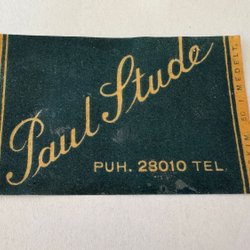 Paul Stude
PUH. 28010 TEL.